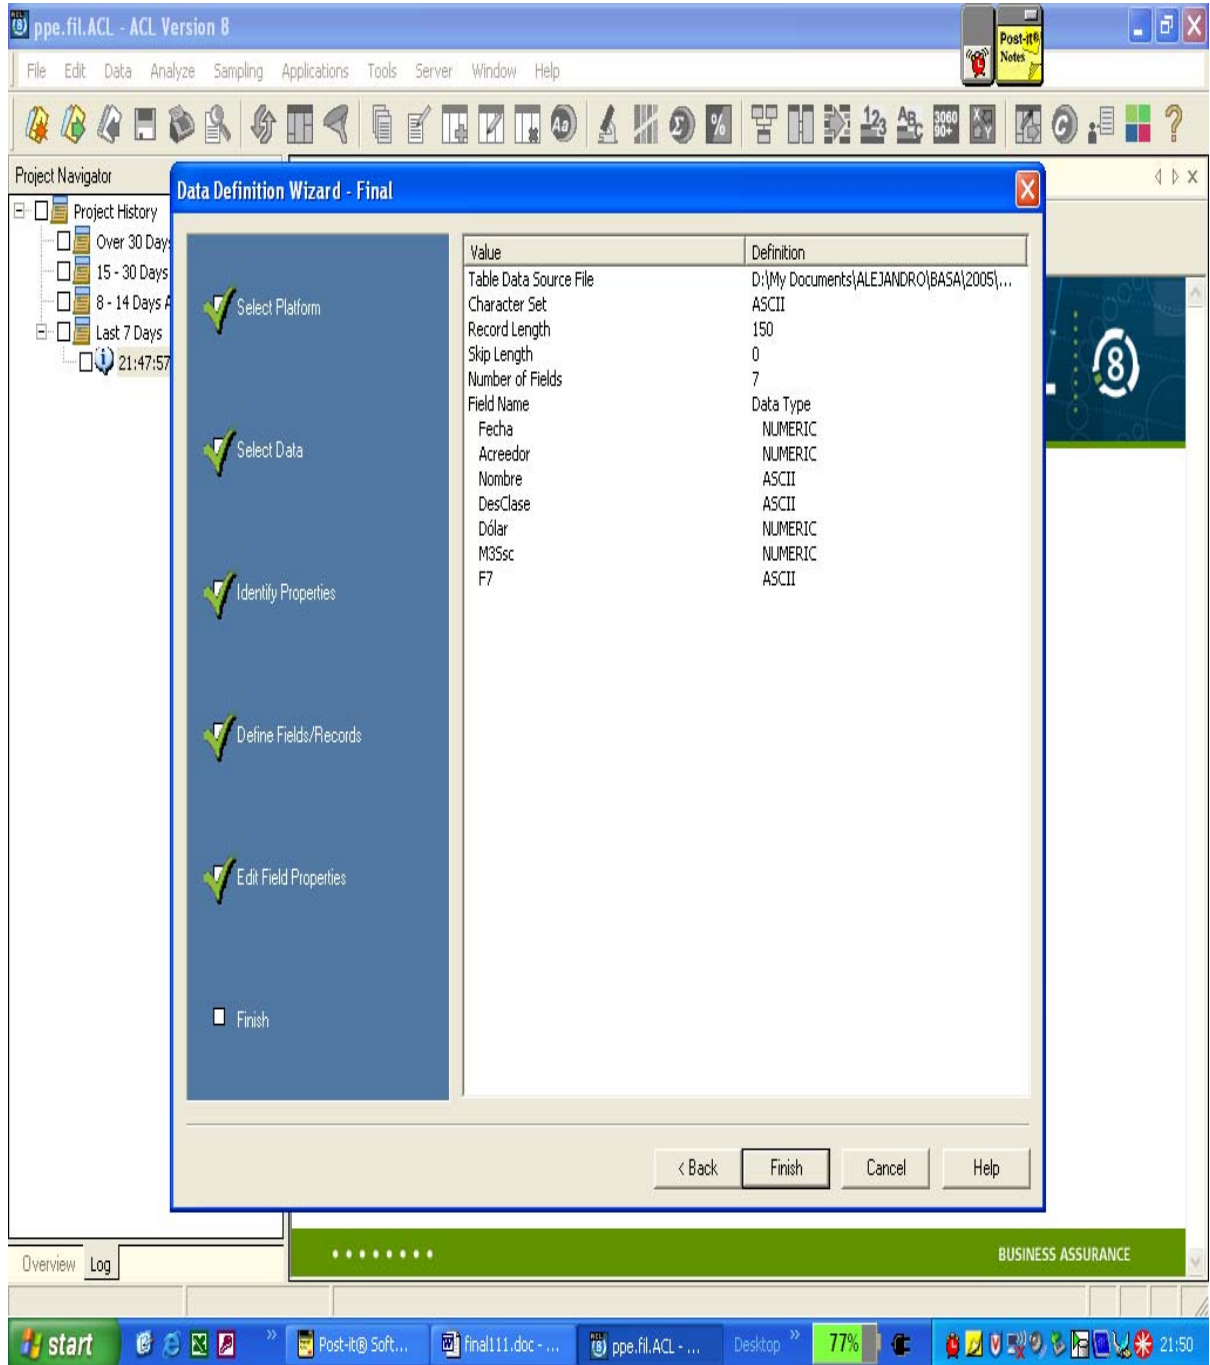 ppe.fil.ACL - ACL Version 8
Post-it® Notes
File Edit Data Analyze Sampling Applications Tools Server Window Help
Project Navigator
Project History
Over 30 Days
15 - 30 Days
8 - 14 Days A
Last 7 Days
21:47:57
Data Definition Wizard - Final
Select Platform
Select Data
Identify Properties
Define Fields/Records
Edit Field Properties
Finish
Value Definition
Table Data Source File D:\My Documents\ALEJANDRO\BASA\2005\...
Character Set ASCII
Record Length 150
Skip Length 0
Number of Fields 7
Field Name Data Type
Fecha NUMERIC
Acreedor NUMERIC
Nombre ASCII
DesClase ASCII
Dólar NUMERIC
M3Ssc NUMERIC
F7 ASCII
< Back Finish Cancel Help
8
BUSINESS ASSURANCE
Overview Log
start Post-it® Soft... final111.doc - ... ppe.fil.ACL - ... Desktop » 77% 21:50